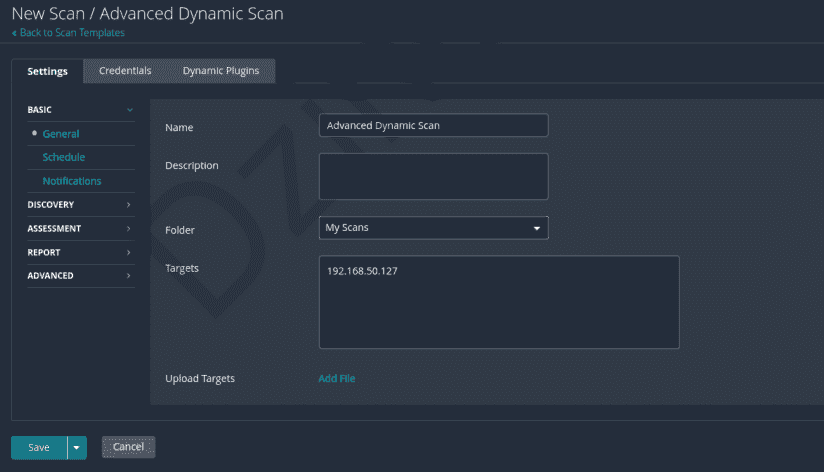 New Scan / Advanced Dynamic Scan
Back to Scan Templates
Settings Credentials Dynamic Plugins
BASIC
General
Schedule
Notifications
DISCOVERY
ASSESSMENT
REPORT
ADVANCED
Name Advanced Dynamic Scan
Description
Folder My Scans
Targets 192.168.50.127
Upload Targets Add File
Save Cancel